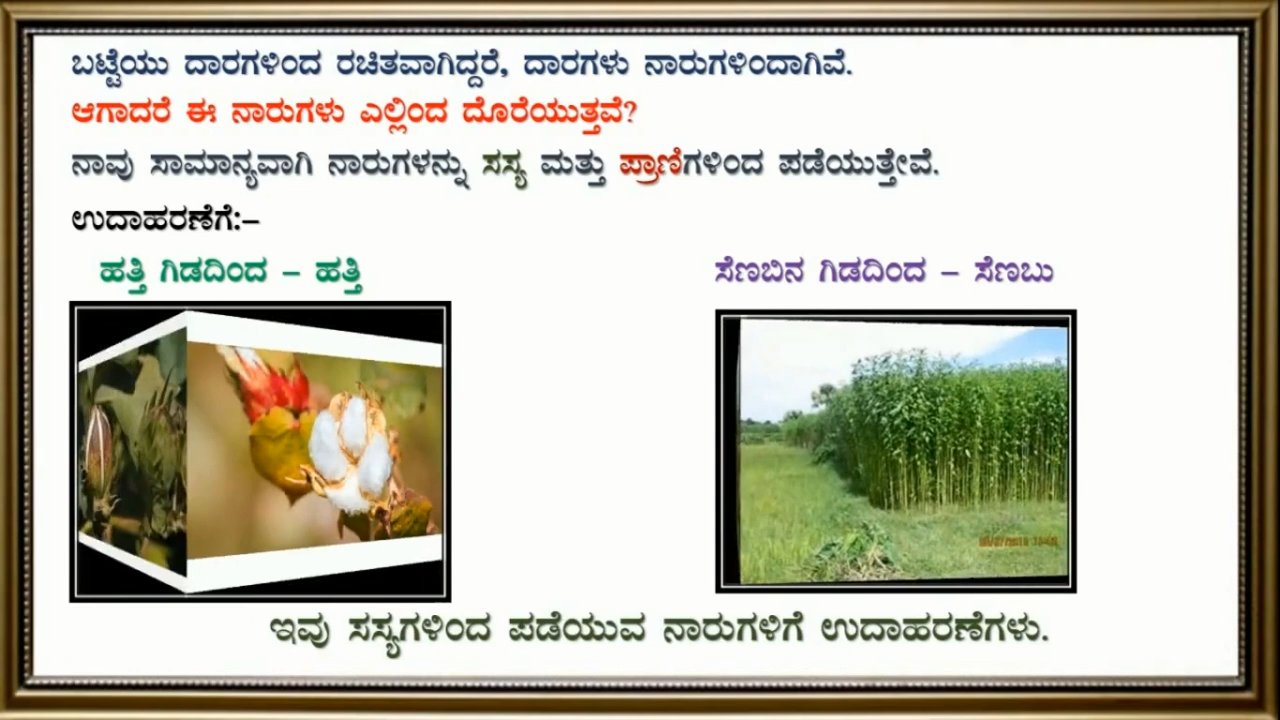 ಬಟ್ಟೆಯು ದಾರಗಳಿಂದ ರಚಿತವಾಗಿದ್ದರೆ, ದಾರಗಳು ನಾರುಗಳಿಂದಾಗಿವೆ.
ಆಗಾದರೆ ಈ ನಾರುಗಳು ಎಲ್ಲಿಂದ ದೊರೆಯುತ್ತವೆ?
ನಾವು ಸಾಮಾನ್ಯವಾಗಿ ನಾರುಗಳನ್ನು ಸಸ್ಯ ಮತ್ತು ಪ್ರಾಣಿಗಳಿಂದ ಪಡೆಯುತ್ತೇವೆ.
ಉದಾಹರಣೆಗೆ:–
ಹತ್ತಿ ಗಿಡದಿಂದ – ಹತ್ತಿ
ಸೆಣಬಿನ ಗಿಡದಿಂದ – ಸೆಣಬು
ಇವು ಸಸ್ಯಗಳಿಂದ ಪಡೆಯುವ ನಾರುಗಳಿಗೆ ಉದಾಹರಣೆಗಳು.